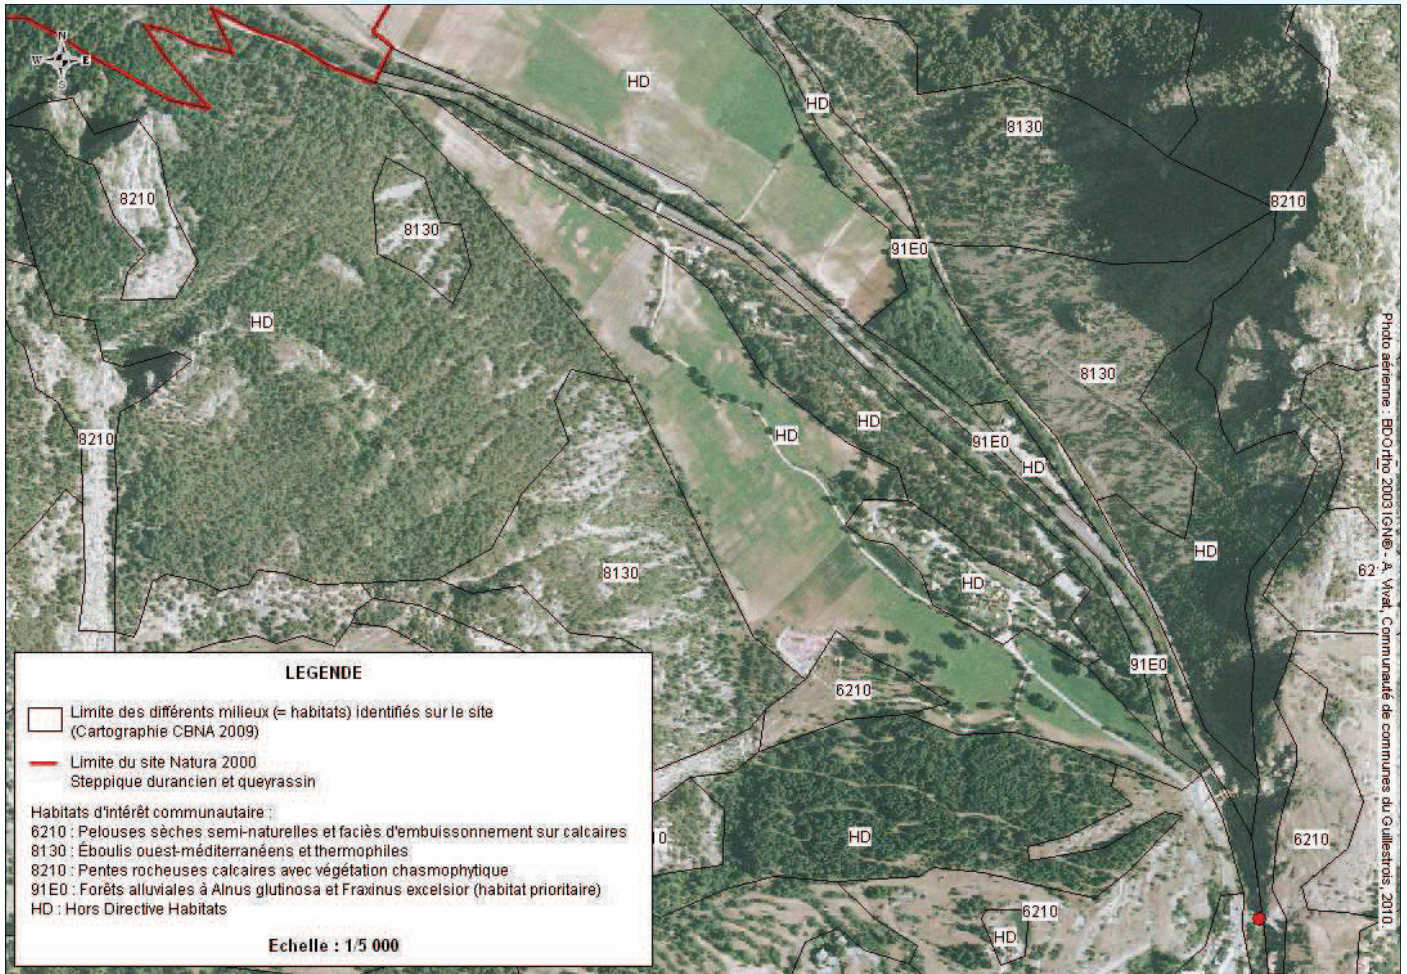 N
W E
S
HD
HD
8130
8210
8210
8130
91E0
HD
8130
8210
HD
HD
91E0
HD
8130
HD
HD
91E0
6210
HD
6210
6210
HD
LEGENDE
Limite des différents milieux (= habitats) identifiés sur le site
(Cartographie CBNA 2009)
Limite du site Natura 2000
Steppique durancien et queyrassin
Habitats d'intérêt communautaire :
6210 : Pelouses sèches semi-naturelles et faciès d'embuissonnement sur calcaires
8130 : Éboulis ouest-méditerranéens et thermophiles
8210 : Pentes rocheuses calcaires avec végétation chasmophytique
91E0 : Forêts alluviales à Alnus glutinosa et Fraxinus excelsior (habitat prioritaire)
HD : Hors Directive Habitats
Echelle : 1/5 000
Photo aérienne : BDOrtho 2003 IGN® - A. Vivat, Communauté de communes du Guillestrois, 2010.